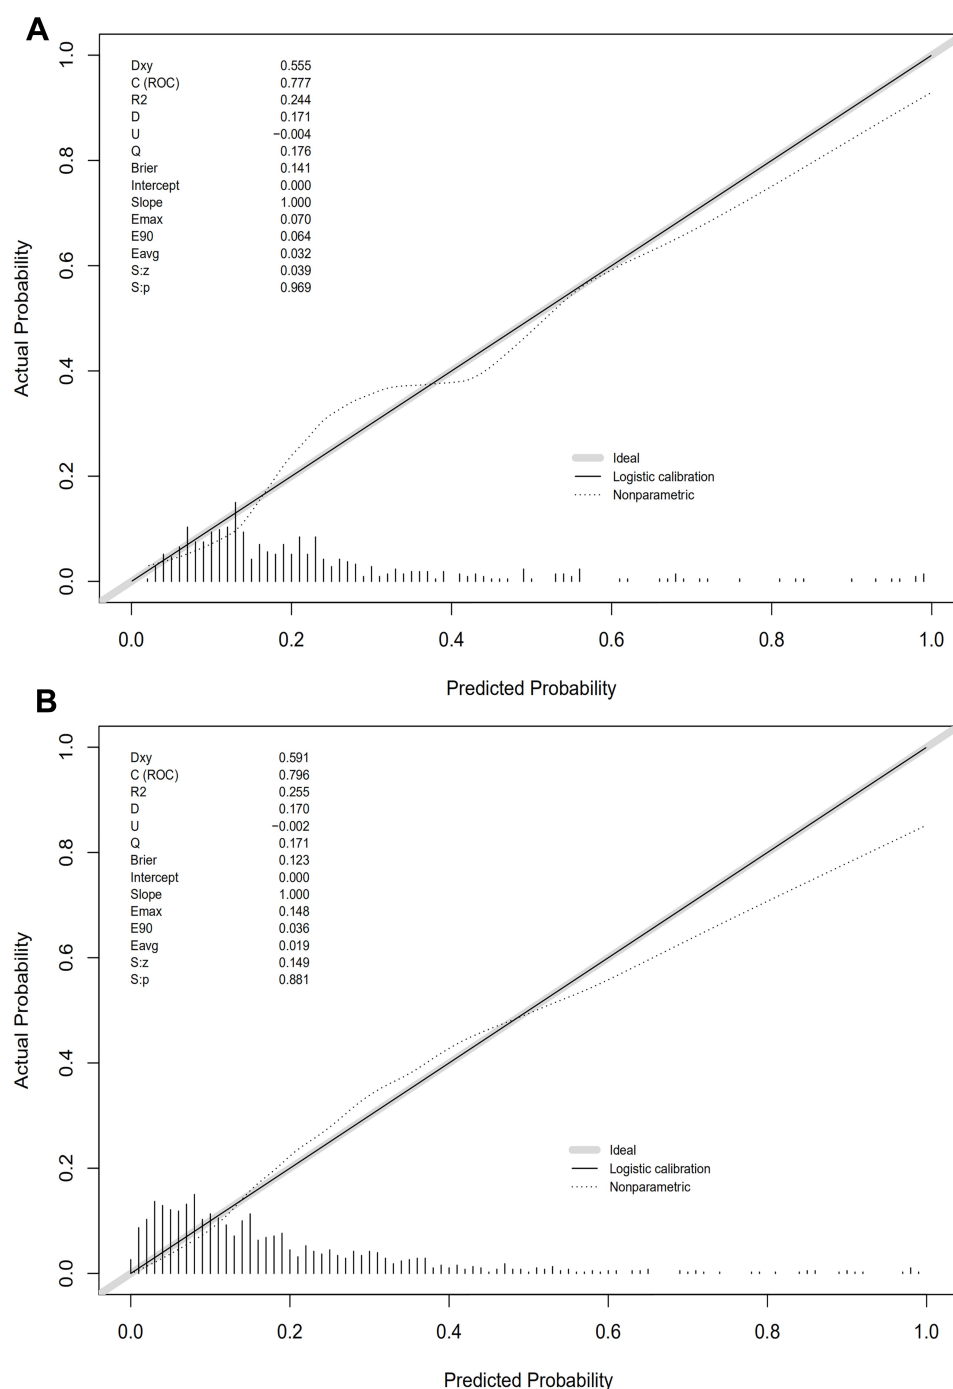 A
Dxy 0.555
C (ROC) 0.777
R2 0.244
D 0.171
U −0.004
Q 0.176
Brier 0.141
Intercept 0.000
Slope 1.000
Emax 0.070
E90 0.064
Eavg 0.032
S:z 0.039
S:p 0.969
1.0
0.8
0.6
0.4
0.2
0.0
Actual Probability
Ideal
Logistic calibration
Nonparametric
0.0 0.2 0.4 0.6 0.8 1.0
Predicted Probability
B
Dxy 0.591
C (ROC) 0.796
R2 0.255
D 0.170
U −0.002
Q 0.171
Brier 0.123
Intercept 0.000
Slope 1.000
Emax 0.148
E90 0.036
Eavg 0.019
S:z 0.149
S:p 0.881
1.0
0.8
0.6
0.4
0.2
0.0
Actual Probability
Ideal
Logistic calibration
Nonparametric
0.0 0.2 0.4 0.6 0.8 1.0
Predicted Probability